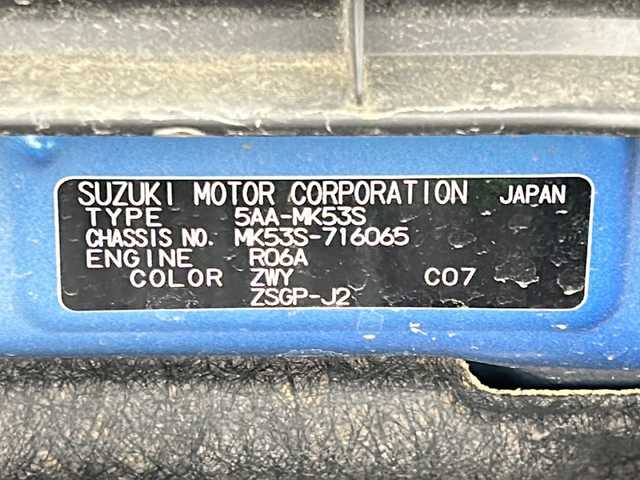 SUZUKI MOTOR CORPORATION JAPAN
TYPE 5AA-MK53S
CHASSIS NO. MK53S-716065
ENGINE R06A
COLOR ZWY C07
ZSGP-J2